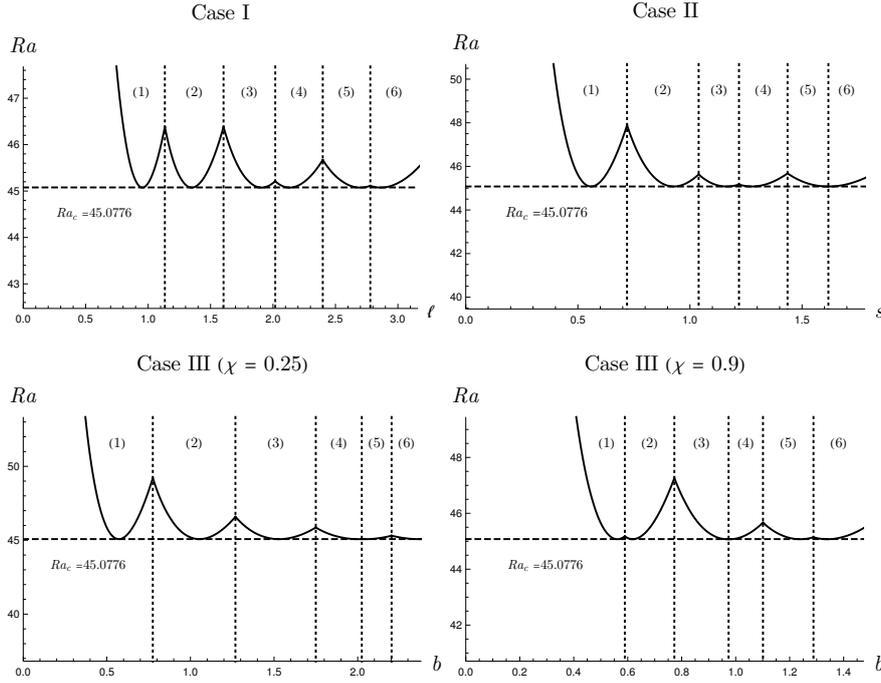 Case I
Ra
47
46
45
44
43
(1) (2) (3) (4) (5) (6)
Ra_c =45.0776
0.0 0.5 1.0 1.5 2.0 2.5 3.0
ℓ
Case II
Ra
50
48
46
44
42
40
(1) (2) (3) (4) (5) (6)
Ra_c =45.0776
0.0 0.5 1.0 1.5
s
Case III (χ = 0.25)
Ra
50
45
40
(1) (2) (3) (4) (5) (6)
Ra_c =45.0776
0.0 0.5 1.0 1.5 2.0
b
Case III (χ = 0.9)
Ra
48
46
44
42
(1) (2) (3) (4) (5) (6)
Ra_c =45.0776
0.0 0.2 0.4 0.6 0.8 1.0 1.2 1.4
b